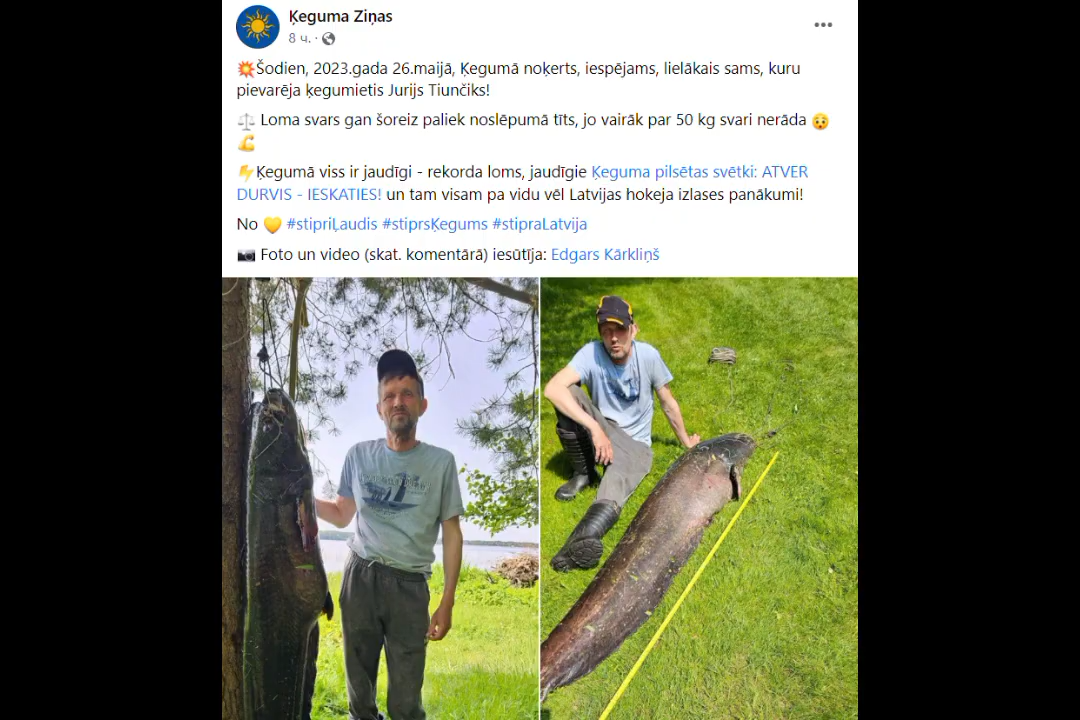 Ķeguma Ziņas
8 ч. ·
💥Šodien, 2023.gada 26.maijā, Ķegumā noķerts, iespējams, lielākais sams, kuru
pievarēja ķegumietis Jurijs Tiunčiks!
⚖️ Loma svars gan šoreiz paliek noslēpumā tīts, jo vairāk par 50 kg svari nerāda 😯
💪
⚡Ķegumā viss ir jaudīgi - rekorda loms, jaudīgie Ķeguma pilsētas svētki: ATVER
DURVIS - IESKATIES! un tam visam pa vidu vēl Latvijas hokeja izlases panākumi!
No 💛 #stipriĻaudis #stiprsĶegums #stipraLatvija
📷 Foto un video (skat. komentārā) iesūtīja: Edgars Kārkliņš